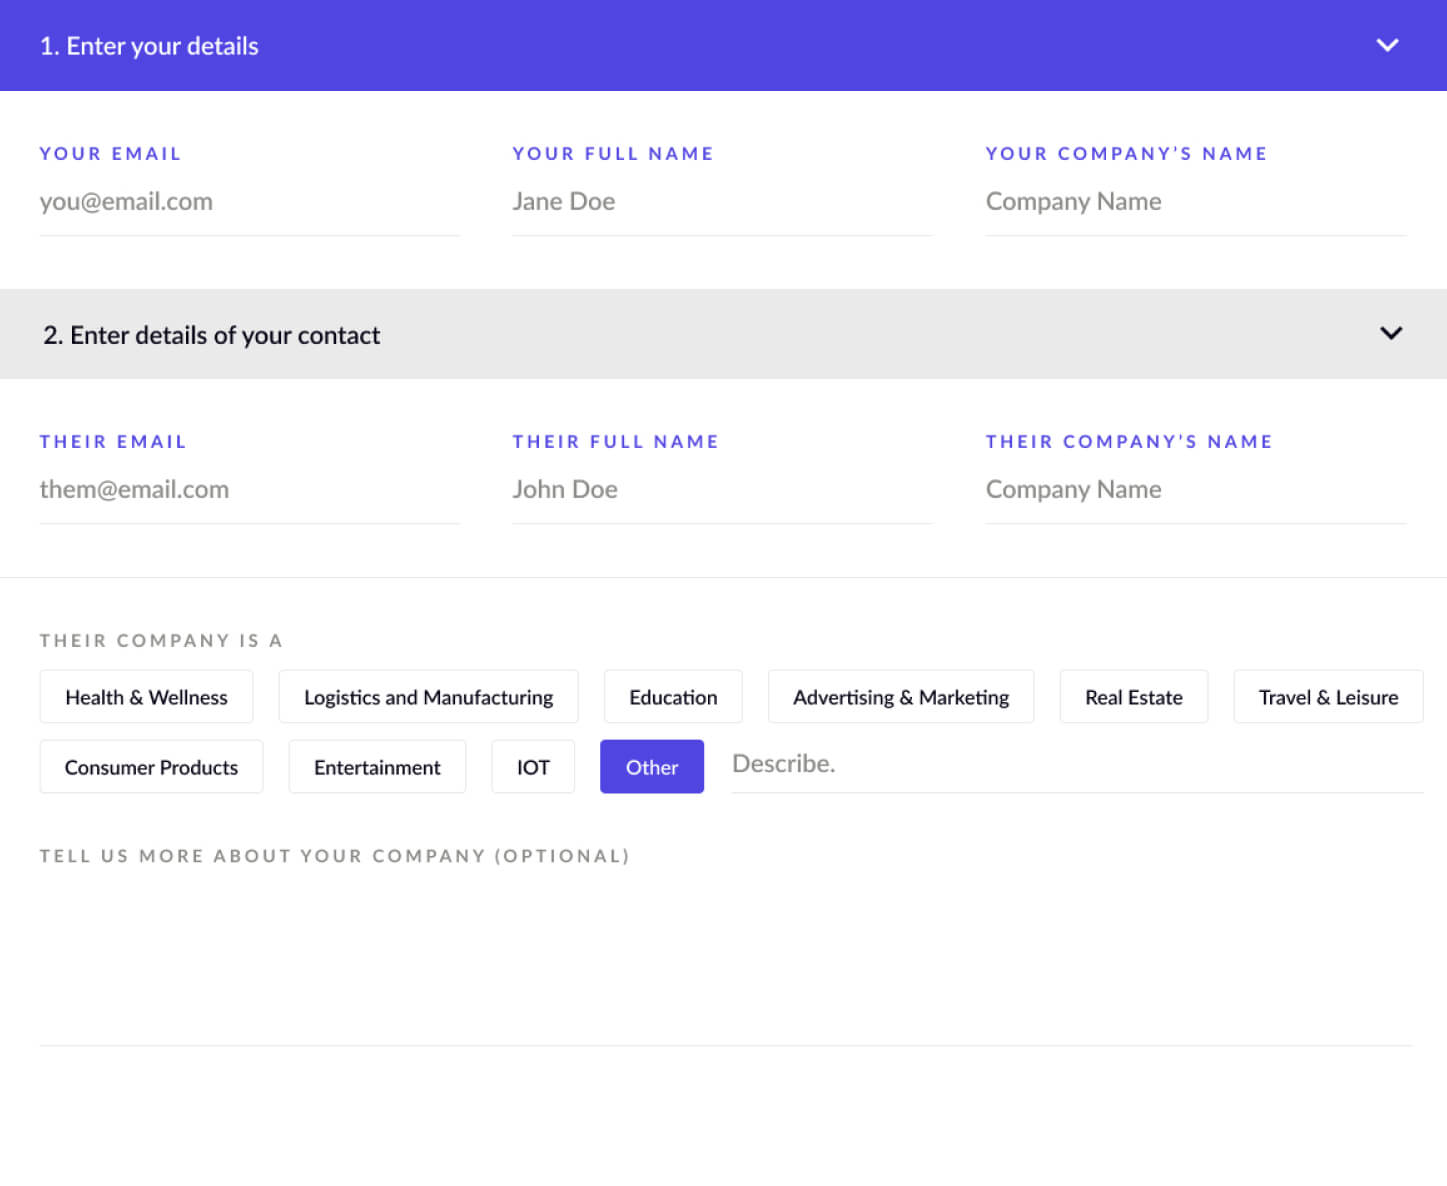 1. Enter your details
YOUR EMAIL YOUR FULL NAME YOUR COMPANY’S NAME
you@email.com Jane Doe Company Name
2. Enter details of your contact
THEIR EMAIL THEIR FULL NAME THEIR COMPANY’S NAME
them@email.com John Doe Company Name
THEIR COMPANY IS A
Health & Wellness Logistics and Manufacturing Education Advertising & Marketing Real Estate Travel & Leisure
Consumer Products Entertainment IOT Other Describe.
TELL US MORE ABOUT YOUR COMPANY (OPTIONAL)